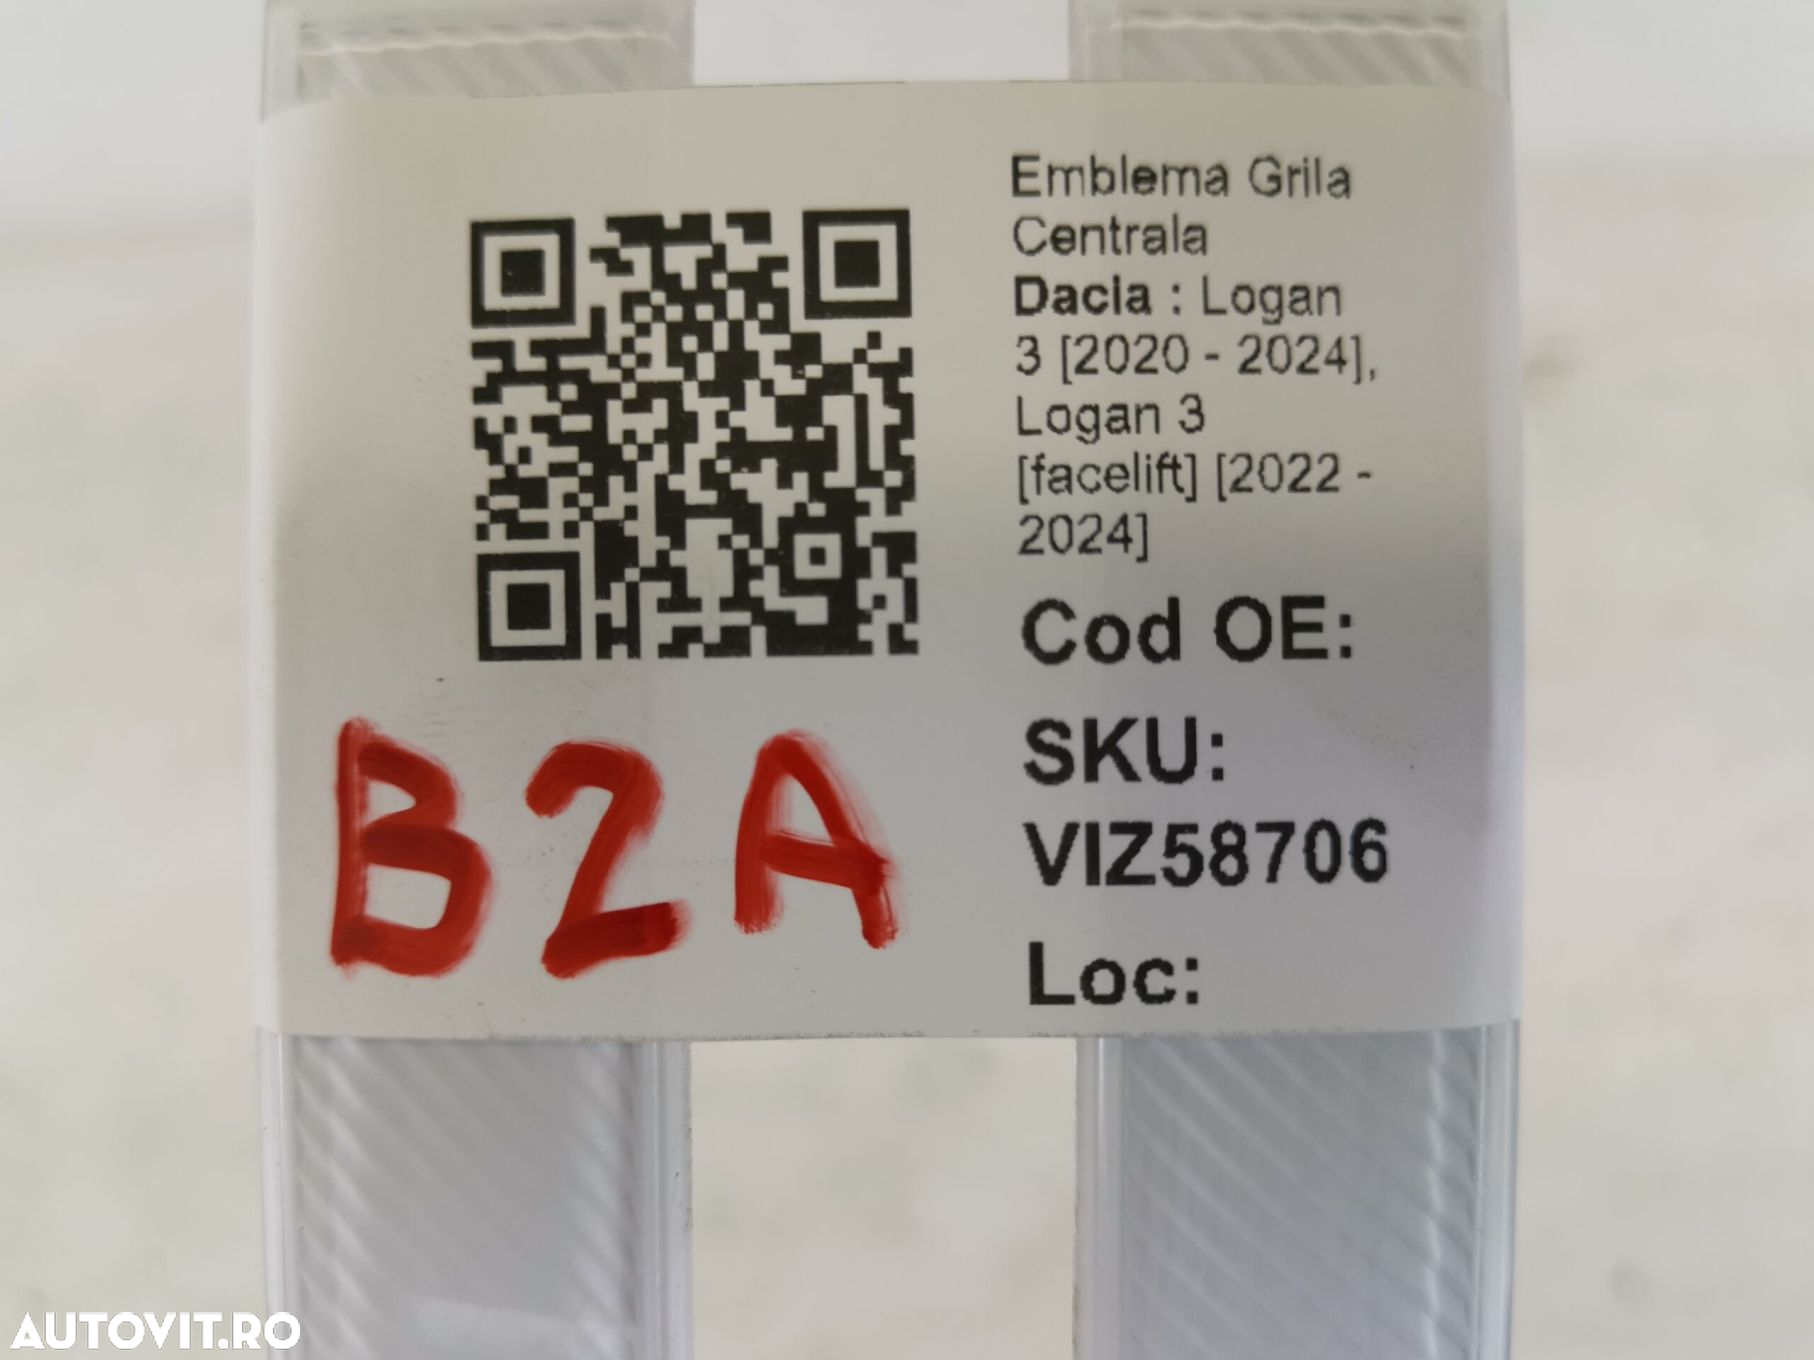 Emblema Grila
Centrala
Dacia : Logan
3 [2020 - 2024],
Logan 3
[facelift] [2022 -
2024]
Cod OE:
SKU:
VIZ58706
Loc:
B2A
AUTOVIT.RO